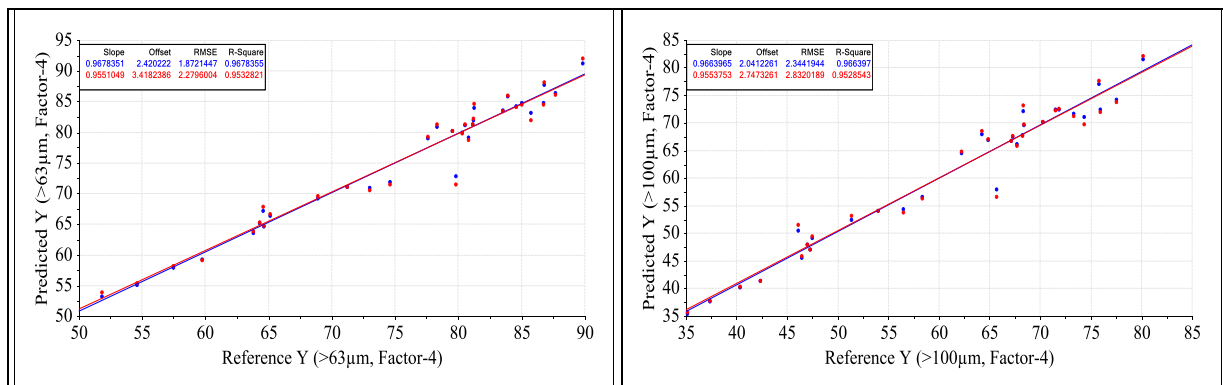 95
90
85
80
75
70
65
60
55
50
Predicted Y (>63µm, Factor-4)
Slope Offset RMSE R-Square
0.9678351 2.420222 1.8721447 0.9678355
0.9551049 3.4182386 2.2796004 0.9532821
50 55 60 65 70 75 80 85 90
Reference Y (>63µm, Factor-4)
85
80
75
70
65
60
55
50
45
40
35
Predicted Y (>100µm, Factor-4)
Slope Offset RMSE R-Square
0.9663965 2.0412261 2.3441944 0.966397
0.9553753 2.7473261 2.8320189 0.9528543
35 40 45 50 55 60 65 70 75 80 85
Reference Y (>100µm, Factor-4)